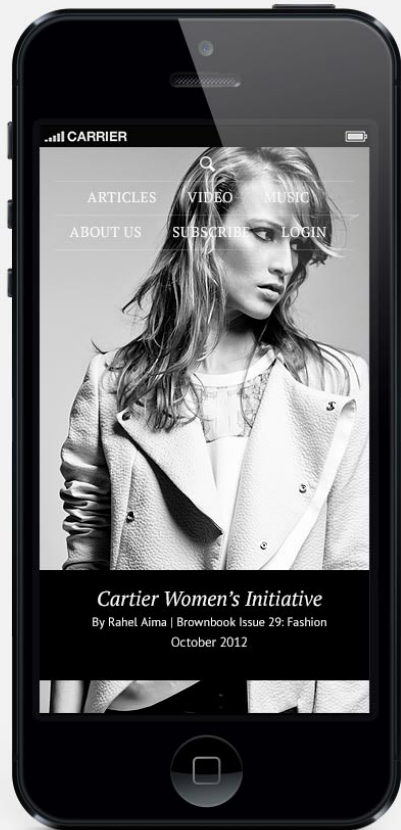 CARRIER
ARTICLES VIDEO MUSIC
ABOUT US SUBSCRIBE LOGIN
Cartier Women's Initiative
By Rahel Aima | Brownbook Issue 29: Fashion
October 2012